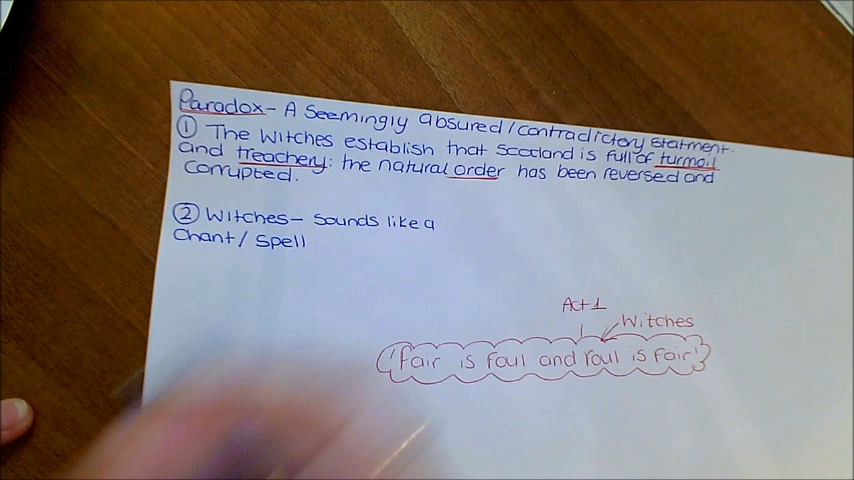 Paradox- A seemingly absured/contradictory statment.
① The Witches establish that Scotland is full of turmoil
and treachery: the natural order has been reversed and
corrupted.
② Witches- sounds like a
Chant/ Spell
Act 1
Witches
'Fair is foul and foul is fair'